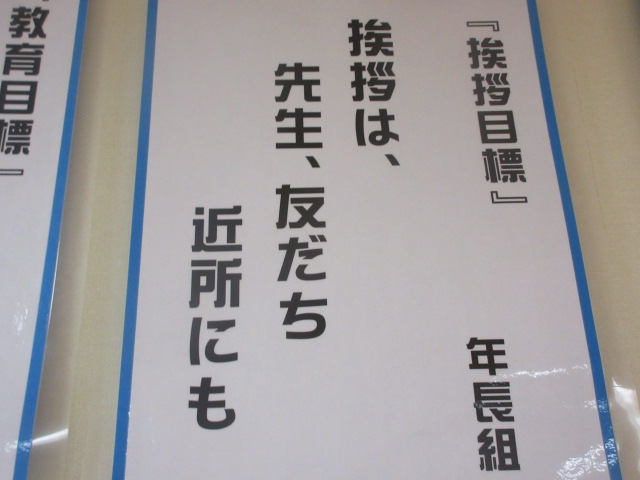 『挨拶目標』
年長組
挨拶は、
先生、友だち
近所にも
教育目標』